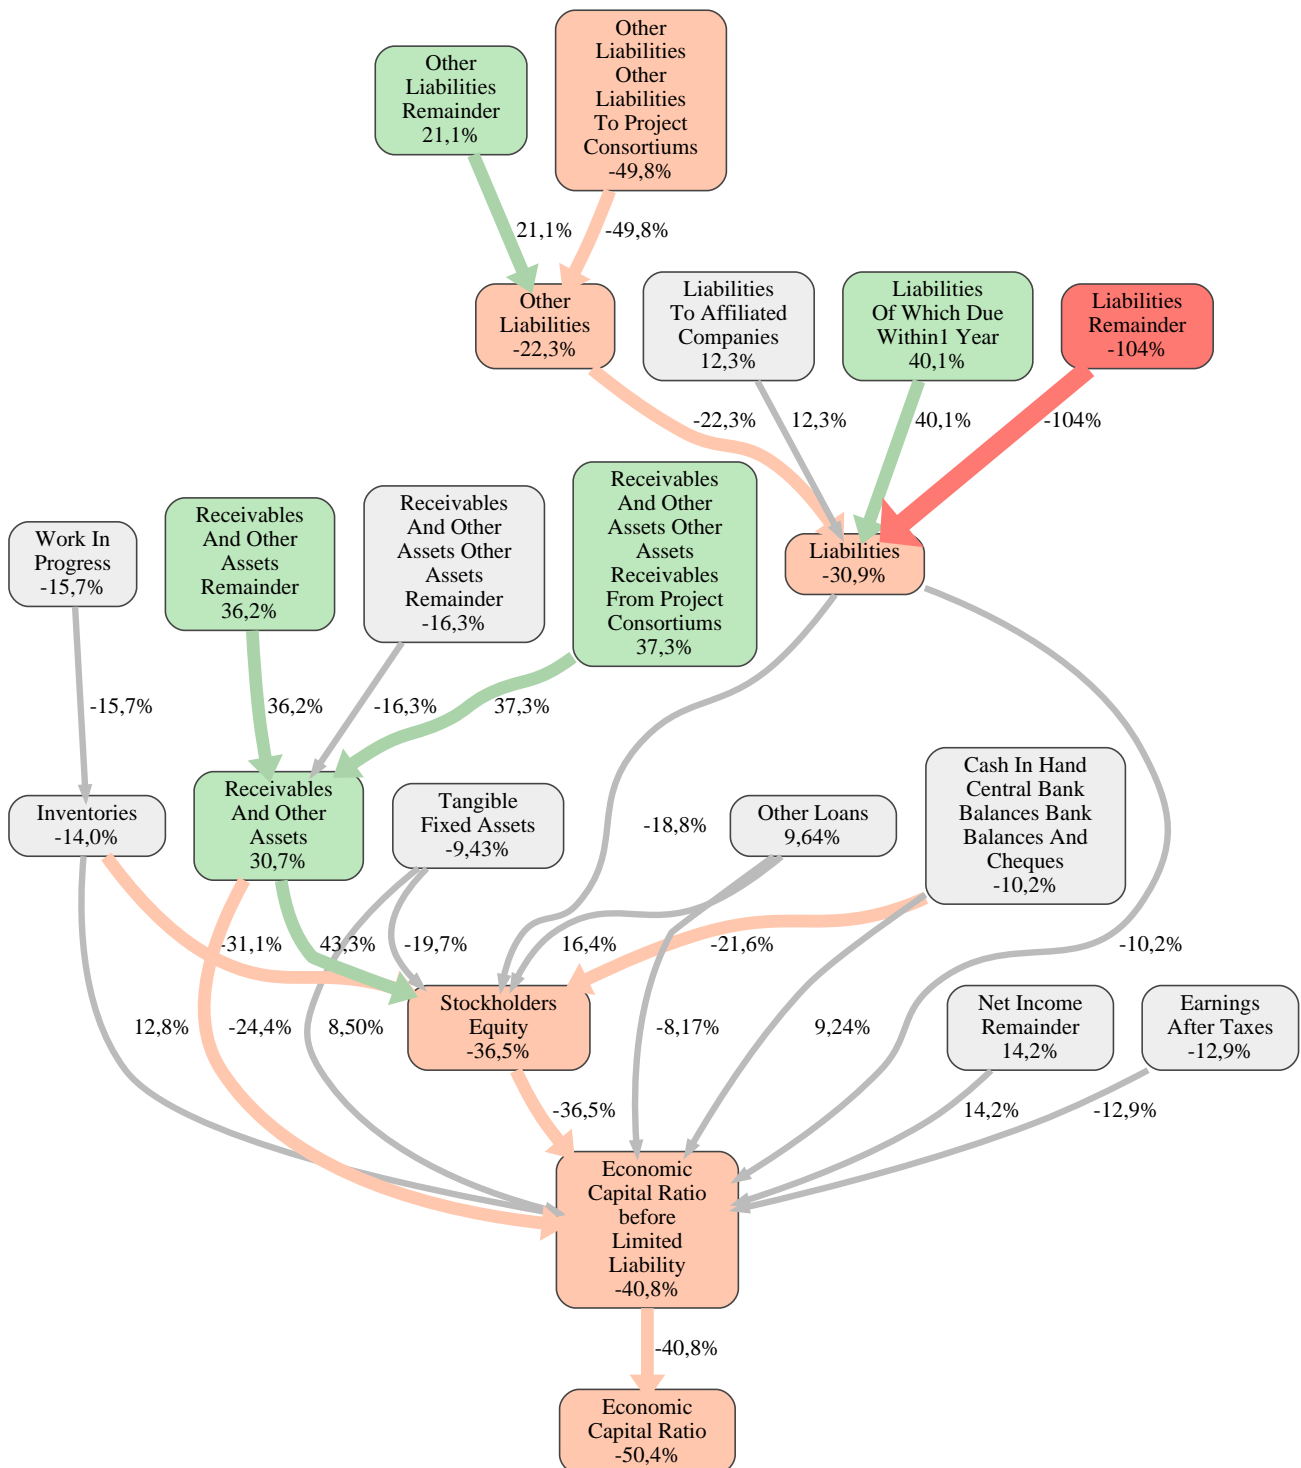 Other
Liabilities
Remainder
21,1%
Other
Liabilities
Other
Liabilities
To Project
Consortiums
-49,8%
21,1%
-49,8%
Other
Liabilities
-22,3%
Liabilities
To Affiliated
Companies
12,3%
Liabilities
Of Which Due
Within1 Year
40,1%
Liabilities
Remainder
-104%
-22,3%
12,3%
40,1%
-104%
Work In
Progress
-15,7%
Receivables
And Other
Assets
Remainder
36,2%
Receivables
And Other
Assets Other
Assets
Remainder
-16,3%
Receivables
And Other
Assets Other
Assets
Receivables
From Project
Consortiums
37,3%
Liabilities
-30,9%
-15,7%
36,2%
-16,3%
37,3%
Inventories
-14,0%
Receivables
And Other
Assets
30,7%
Tangible
Fixed Assets
-9,43%
-18,8%
Other Loans
9,64%
Cash In Hand
Central Bank
Balances Bank
Balances And
Cheques
-10,2%
-31,1%
43,3%
-19,7%
16,4%
-21,6%
-10,2%
12,8%
-24,4%
8,50%
Stockholders
Equity
-36,5%
-8,17%
9,24%
Net Income
Remainder
14,2%
Earnings
After Taxes
-12,9%
-36,5%
14,2%
-12,9%
Economic
Capital Ratio
before
Limited
Liability
-40,8%
-40,8%
Economic
Capital Ratio
-50,4%